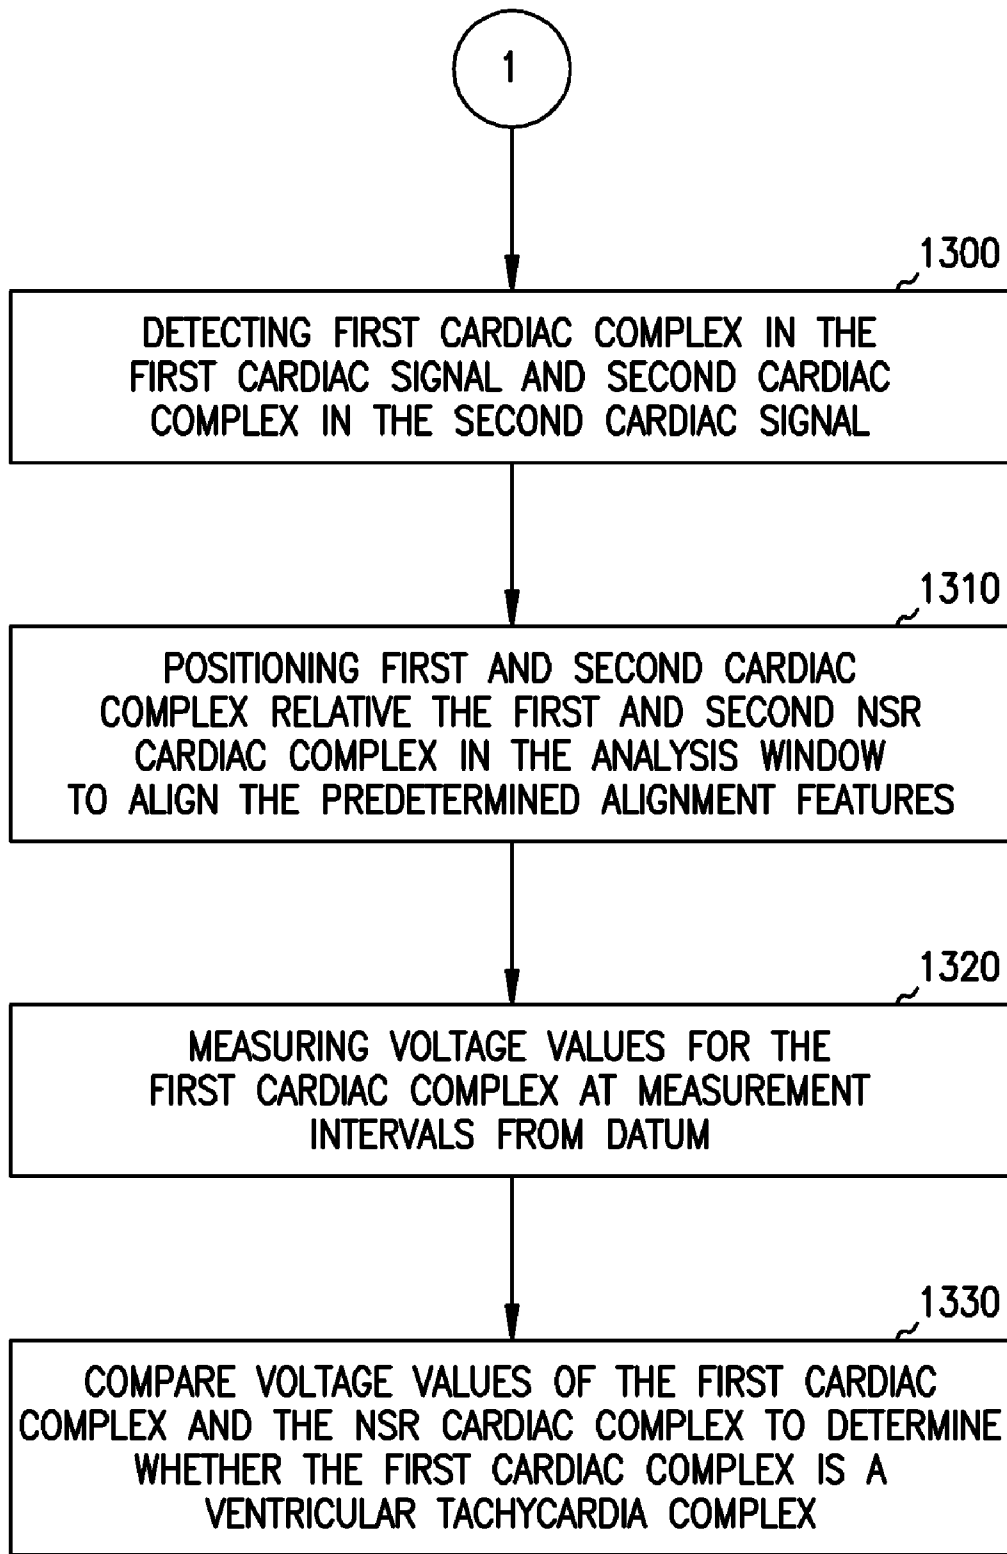 1
1300
DETECTING FIRST CARDIAC COMPLEX IN THE
FIRST CARDIAC SIGNAL AND SECOND CARDIAC
COMPLEX IN THE SECOND CARDIAC SIGNAL
1310
POSITIONING FIRST AND SECOND CARDIAC
COMPLEX RELATIVE THE FIRST AND SECOND NSR
CARDIAC COMPLEX IN THE ANALYSIS WINDOW
TO ALIGN THE PREDETERMINED ALIGNMENT FEATURES
1320
MEASURING VOLTAGE VALUES FOR THE
FIRST CARDIAC COMPLEX AT MEASUREMENT
INTERVALS FROM DATUM
1330
COMPARE VOLTAGE VALUES OF THE FIRST CARDIAC
COMPLEX AND THE NSR CARDIAC COMPLEX TO DETERMINE
WHETHER THE FIRST CARDIAC COMPLEX IS A
VENTRICULAR TACHYCARDIA COMPLEX